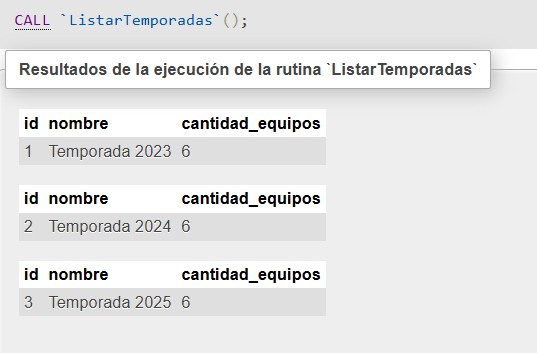 CALL `ListarTemporadas`();
Resultados de la ejecución de la rutina `ListarTemporadas`
id nombre cantidad_equipos
1 Temporada 2023 6
id nombre cantidad_equipos
2 Temporada 2024 6
id nombre cantidad_equipos
3 Temporada 2025 6